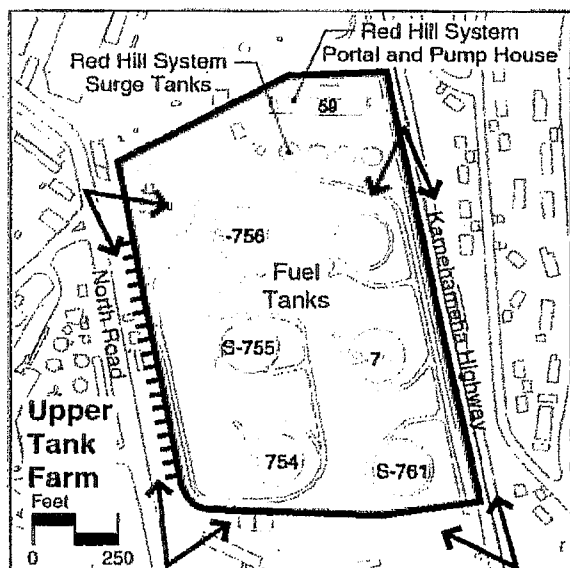 Red Hill System
Portal and Pump House
Red Hill System
Surge Tanks
59
S-756
Fuel
Tanks
Kamehameha Highway
North Road
S-755
S-7
754
S-761
Upper
Tank
Farm
Feet
0 250